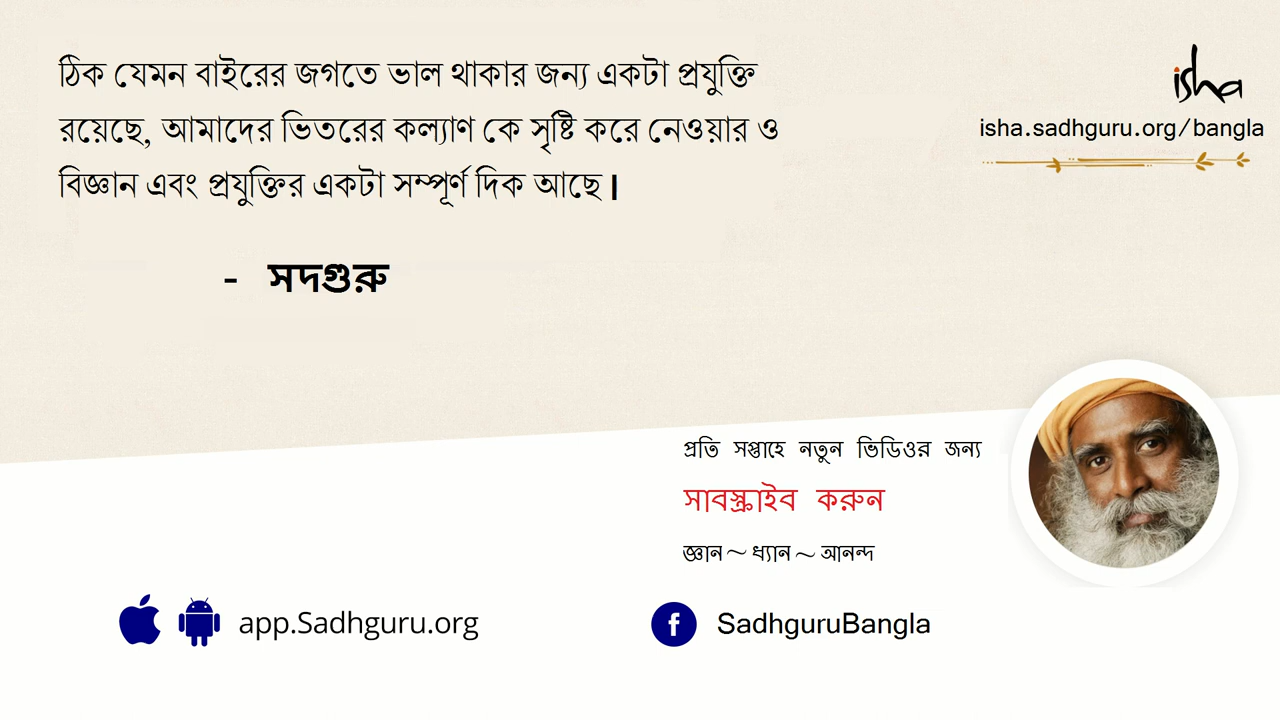 ঠিক যেমন বাইরের জগতে ভাল থাকার জন্য একটা প্রযুক্তি
রয়েছে, আমাদের ভিতরের কল্যাণ কে সৃষ্টি করে নেওয়ার ও
বিজ্ঞান এবং প্রযুক্তির একটা সম্পূর্ণ দিক আছে।
- সদগুরু
isha
isha.sadhguru.org/bangla
প্রতি সপ্তাহে নতুন ভিডিওর জন্য
সাবস্ক্রাইব করুন
জ্ঞান ~ ধ্যান ~ আনন্দ
app.Sadhguru.org
SadhguruBangla